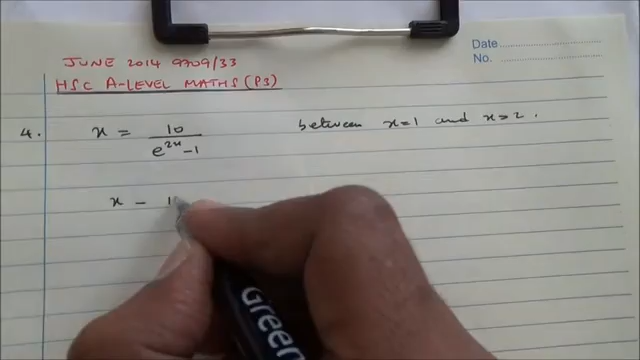 Date
No.
JUNE 2014 9709/33
HSC A-LEVEL MATHS (P3)
4. x = 10 / (e^2x - 1) between x=1 and x=2.
x - 1
Green